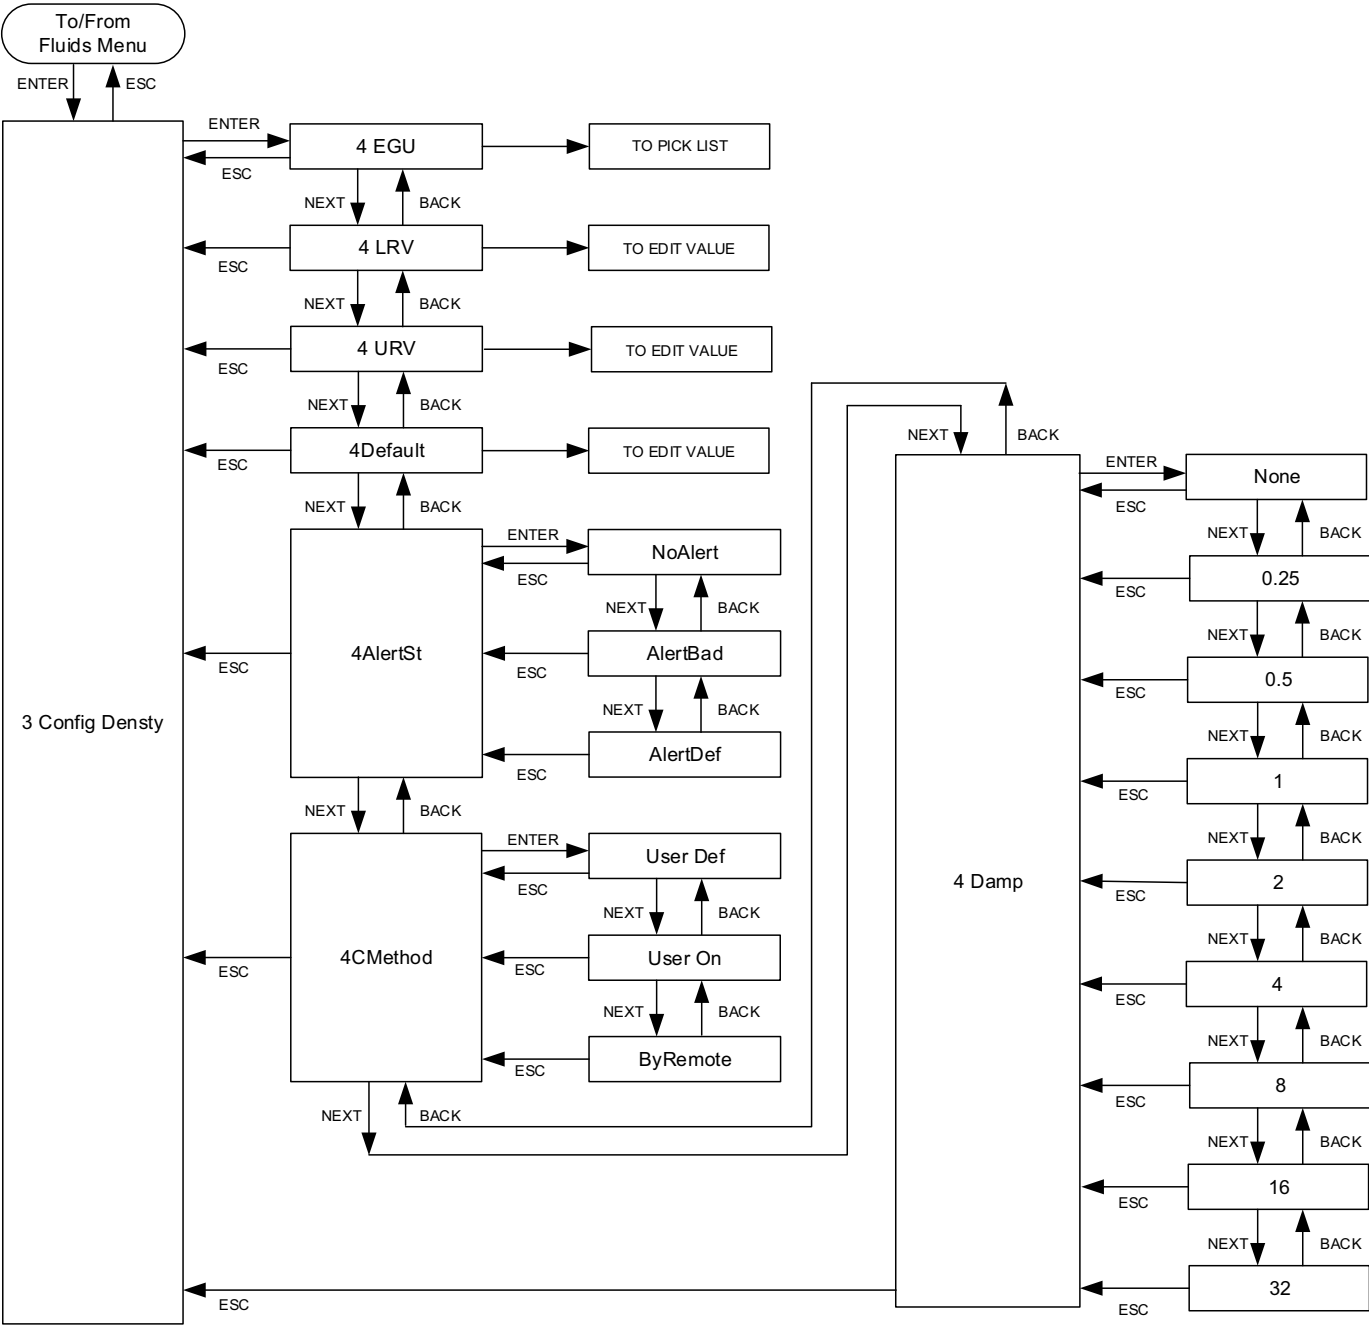 To/From
Fluids Menu
ENTER
ESC
3 Config Densty
ENTER
ESC
4 EGU
TO PICK LIST
NEXT
BACK
4 LRV
ESC
TO EDIT VALUE
NEXT
BACK
4 URV
ESC
TO EDIT VALUE
NEXT
BACK
4Default
ESC
TO EDIT VALUE
NEXT
BACK
4AlertSt
ESC
ENTER
ESC
NoAlert
NEXT
BACK
AlertBad
ESC
NEXT
BACK
AlertDef
ESC
NEXT
BACK
4CMethod
ESC
ENTER
ESC
User Def
NEXT
BACK
User On
ESC
NEXT
BACK
ByRemote
ESC
NEXT
BACK
NEXT
BACK
4 Damp
ESC
ENTER
ESC
None
NEXT
BACK
0.25
ESC
NEXT
BACK
0.5
ESC
NEXT
BACK
1
ESC
NEXT
BACK
2
ESC
NEXT
BACK
4
ESC
NEXT
BACK
8
ESC
NEXT
BACK
16
ESC
NEXT
BACK
32
ESC